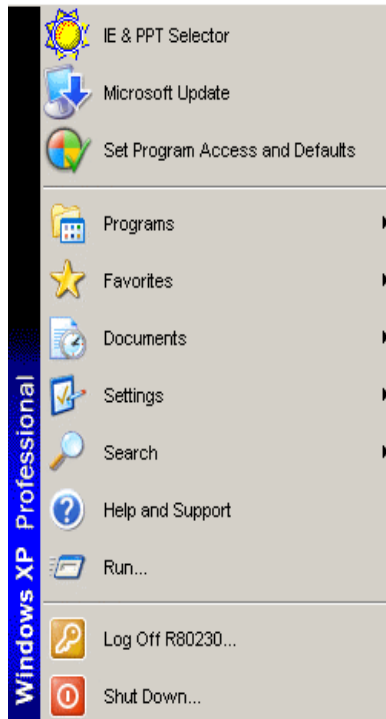 IE & PPT Selector
Microsoft Update
Set Program Access and Defaults
Programs
Favorites
Documents
Settings
Search
Help and Support
Run...
Log Off R80230...
Shut Down...
Windows XP Professional